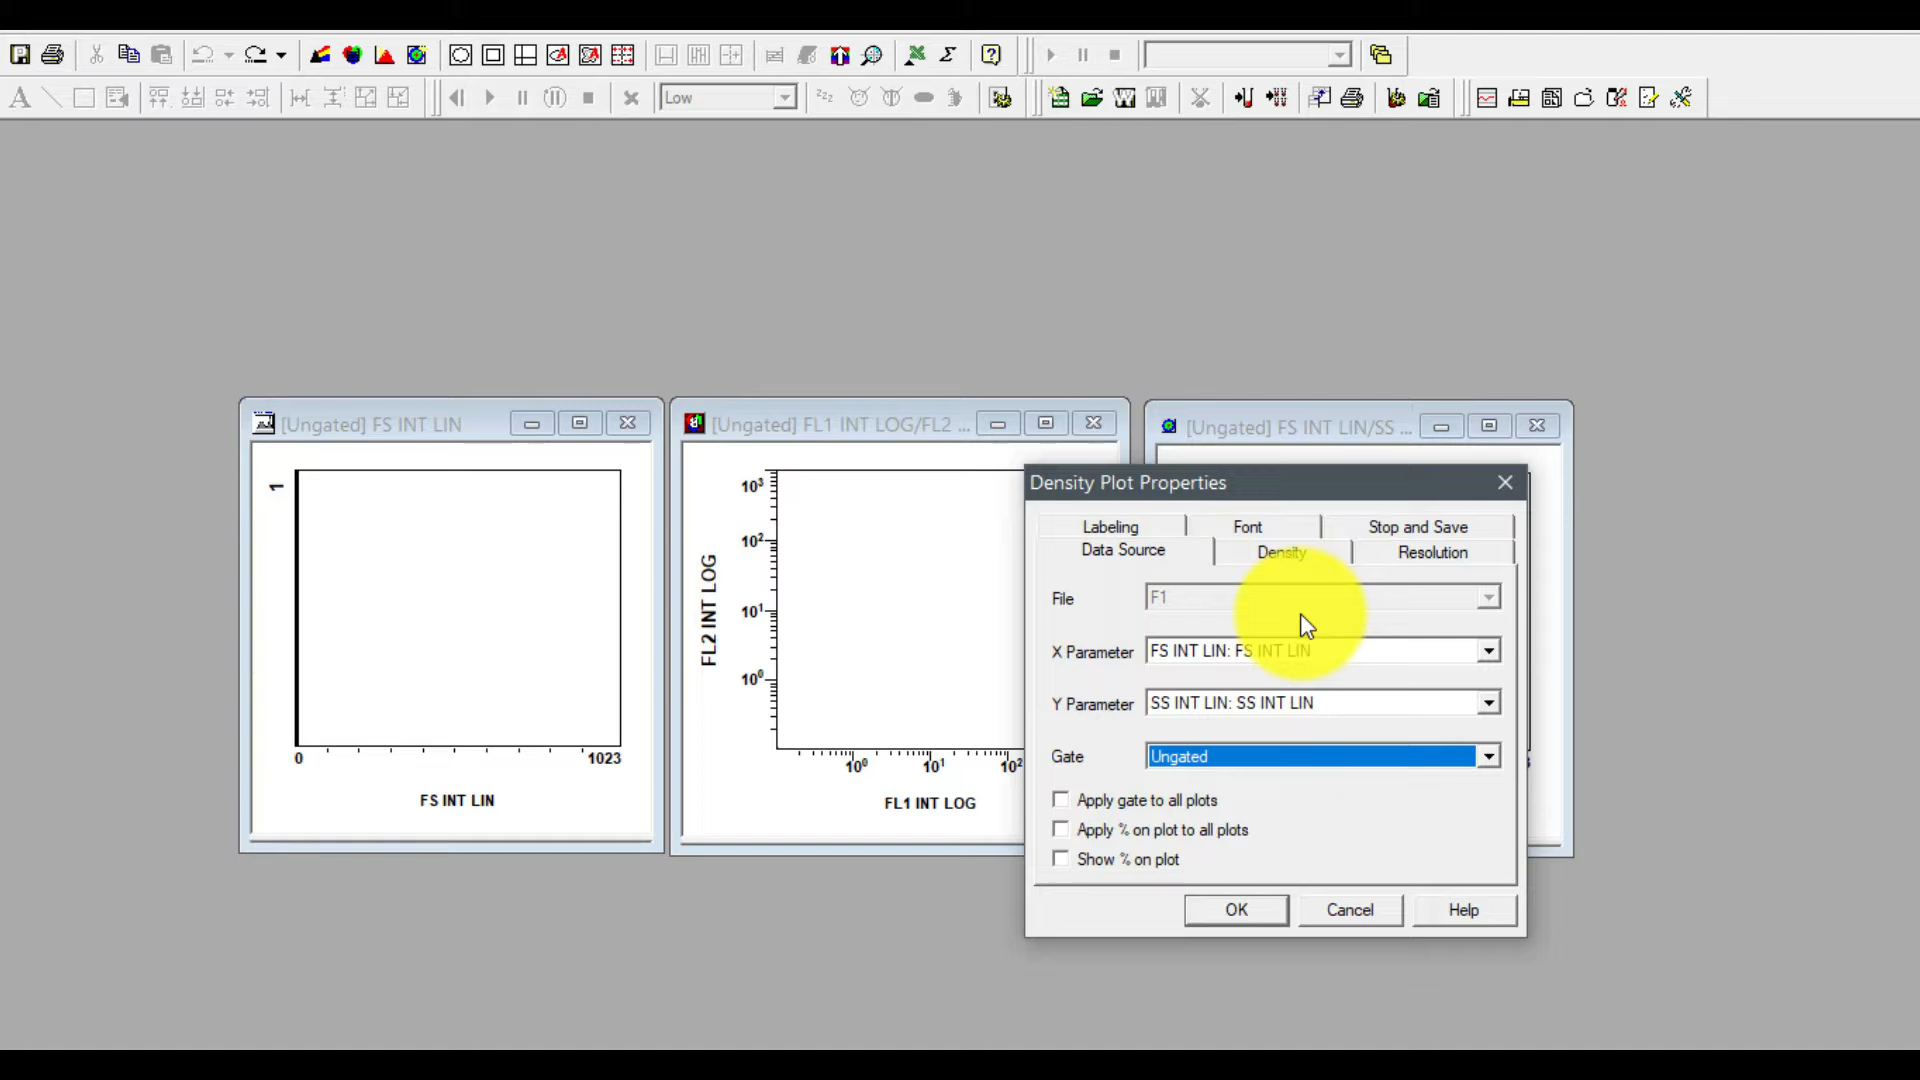 Low
[Ungated] FS INT LIN
1
0
1023
FS INT LIN
[Ungated] FL1 INT LOG/FL2 ...
FL2 INT LOG
10³
10²
10¹
10⁰
10⁰ 10¹ 10²
FL1 INT LOG
[Ungated] FS INT LIN/SS ...
Density Plot Properties
Labeling Font Stop and Save
Data Source Density Resolution
File F1
X Parameter FS INT LIN: FS INT LIN
Y Parameter SS INT LIN: SS INT LIN
Gate Ungated
Apply gate to all plots
Apply % on plot to all plots
Show % on plot
OK Cancel Help